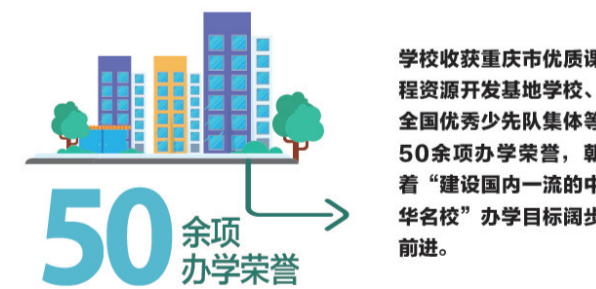 50
余项
办学荣誉
学校收获重庆市优质课
程资源开发基地学校、
全国优秀少先队集体等
50余项办学荣誉，朝
着“建设国内一流的中
华名校”办学目标阔步
前进。